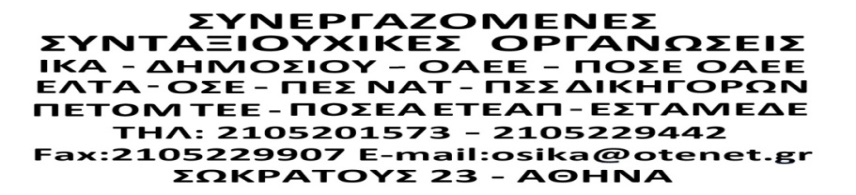 ΣΥΝΕΡΓΑΖΟΜΕΝΕΣ
ΣΥΝΤΑΞΙΟΥΧΙΚΕΣ ΟΡΓΑΝΩΣΕΙΣ
ΙΚΑ - ΔΗΜΟΣΙΟΥ – ΟΑΕΕ – ΠΟΣΕ ΟΑΕΕ
ΕΛΤΑ-ΟΣΕ - ΠΕΣ ΝΑΤ - ΠΣΣ ΔΙΚΗΓΟΡΩΝ
ΠΕΤΟΜ ΤΕΕ - ΠΟΣΕΑ ΕΤΕΑΠ - ΕΣΤΑΜΕΔΕ
ΤΗΛ: 2105201573 – 2105229442
Fax:2105229907 E-mail:osika@otenet.gr
ΣΩΚΡΑΤΟΥΣ 23 - ΑΘΗΝΑ